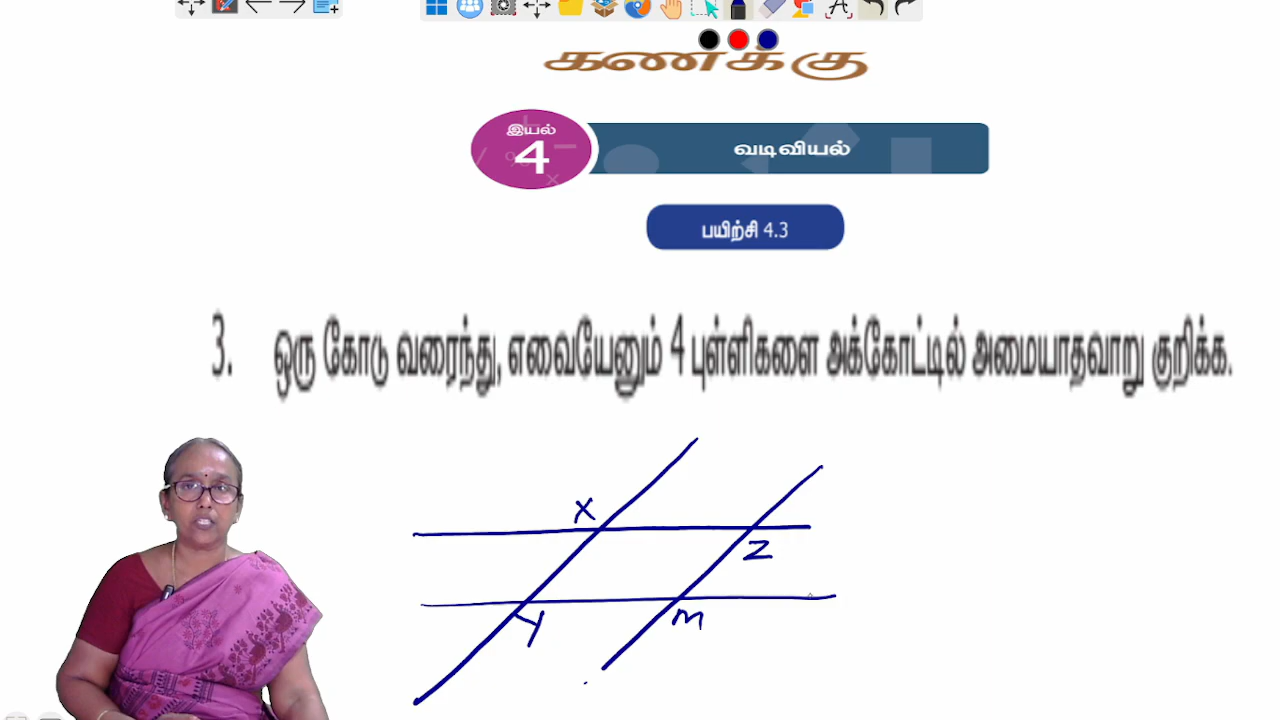 கணக்கு
இயல்
4
வடிவியல்
பயிற்சி 4.3
3. ஒரு கோடு வரைந்து, எவையேனும் 4 புள்ளிகளை அக்கோட்டில் அமையாதவாறு குறிக்க.
X
Z
Y
m